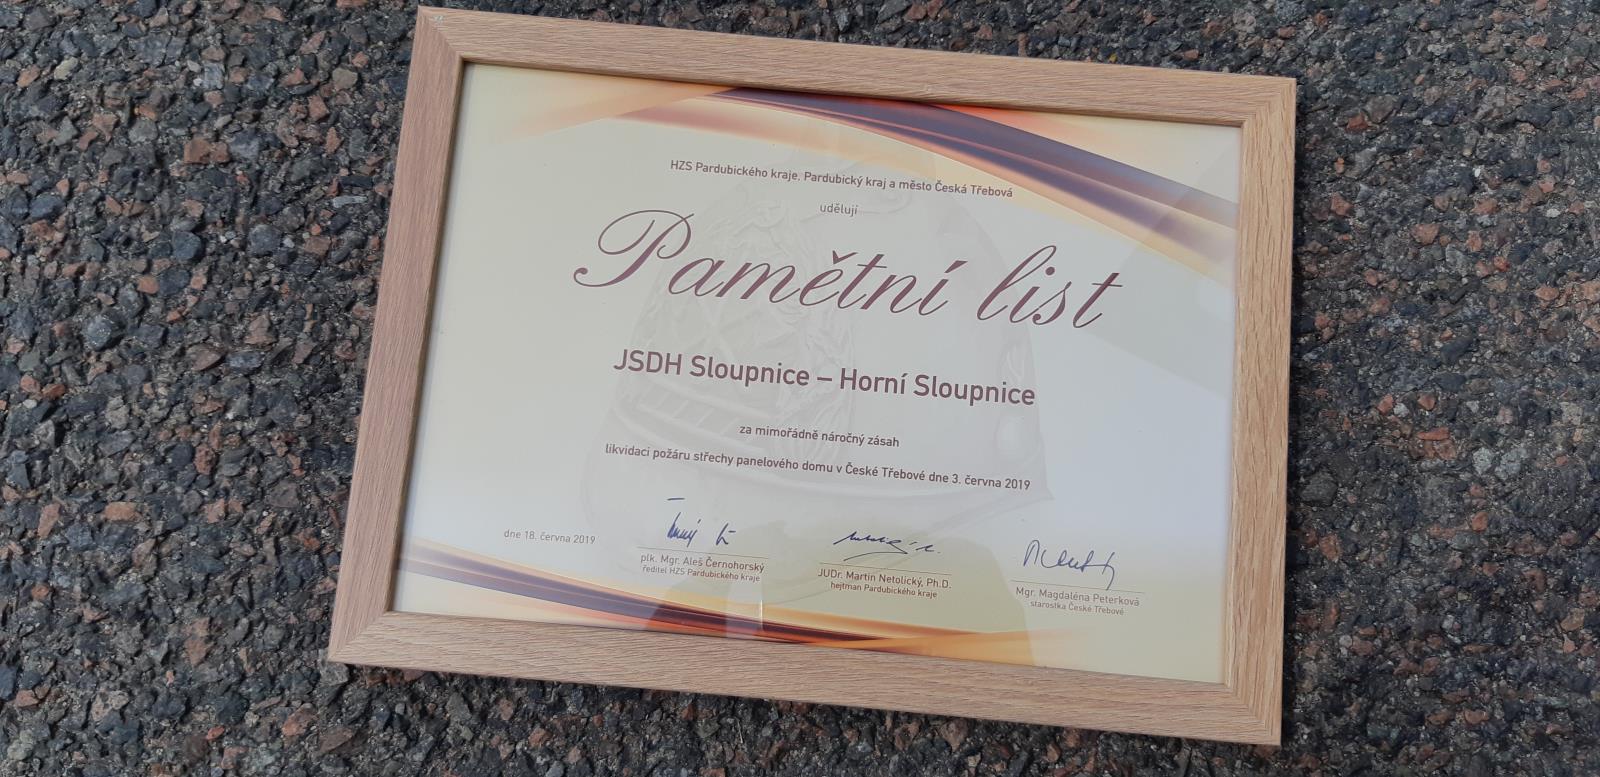 HZS Pardubického kraje, Pardubický kraj a město Česká Třebová
udělují
Pamětní list
JSDH Sloupnice – Horní Sloupnice
za mimořádně náročný zásah
likvidaci požáru střechy panelového domu v České Třebové dne 3. června 2019
dne 18. června 2019
plk. Mgr. Aleš Černohorský
ředitel HZS Pardubického kraje
JUDr. Martin Netolický, Ph.D.
hejtman Pardubického kraje
Mgr. Magdaléna Peterková
starostka České Třebové